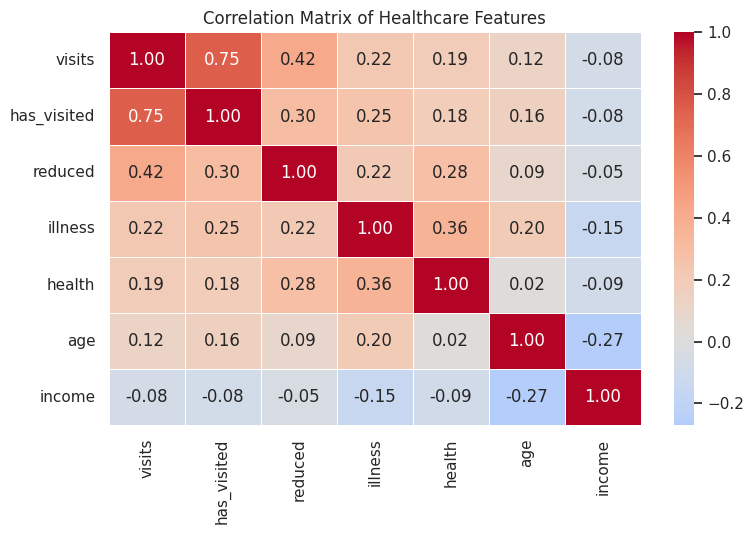 Correlation Matrix of Healthcare Features
visits 1.00 0.75 0.42 0.22 0.19 0.12 -0.08
has_visited 0.75 1.00 0.30 0.25 0.18 0.16 -0.08
reduced 0.42 0.30 1.00 0.22 0.28 0.09 -0.05
illness 0.22 0.25 0.22 1.00 0.36 0.20 -0.15
health 0.19 0.18 0.28 0.36 1.00 0.02 -0.09
age 0.12 0.16 0.09 0.20 0.02 1.00 -0.27
income -0.08 -0.08 -0.05 -0.15 -0.09 -0.27 1.00
visits has_visited reduced illness health age income
1.0
0.8
0.6
0.4
0.2
0.0
−0.2